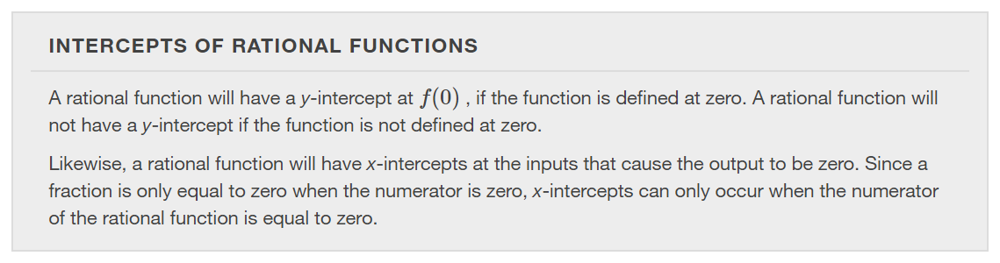 INTERCEPTS OF RATIONAL FUNCTIONS
A rational function will have a y-intercept at f(0) , if the function is defined at zero. A rational function will
not have a y-intercept if the function is not defined at zero.
Likewise, a rational function will have x-intercepts at the inputs that cause the output to be zero. Since a
fraction is only equal to zero when the numerator is zero, x-intercepts can only occur when the numerator
of the rational function is equal to zero.